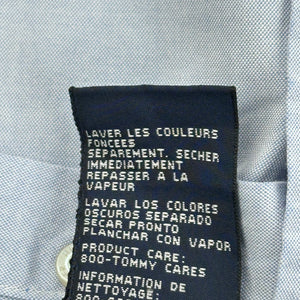 LAVER LES COULEURS
FONCEES
SEPAREMENT. SECHER
IMMEDIATEMENT
REPASSER A LA
VAPEUR
LAVAR LOS COLORES
OSCUROS SEPARADO
SECAR PRONTO
PLANCHAR CON VAPOR
PRODUCT CARE:
800-TOMMY CARES
INFORMATION DE
NETTOYAGE: